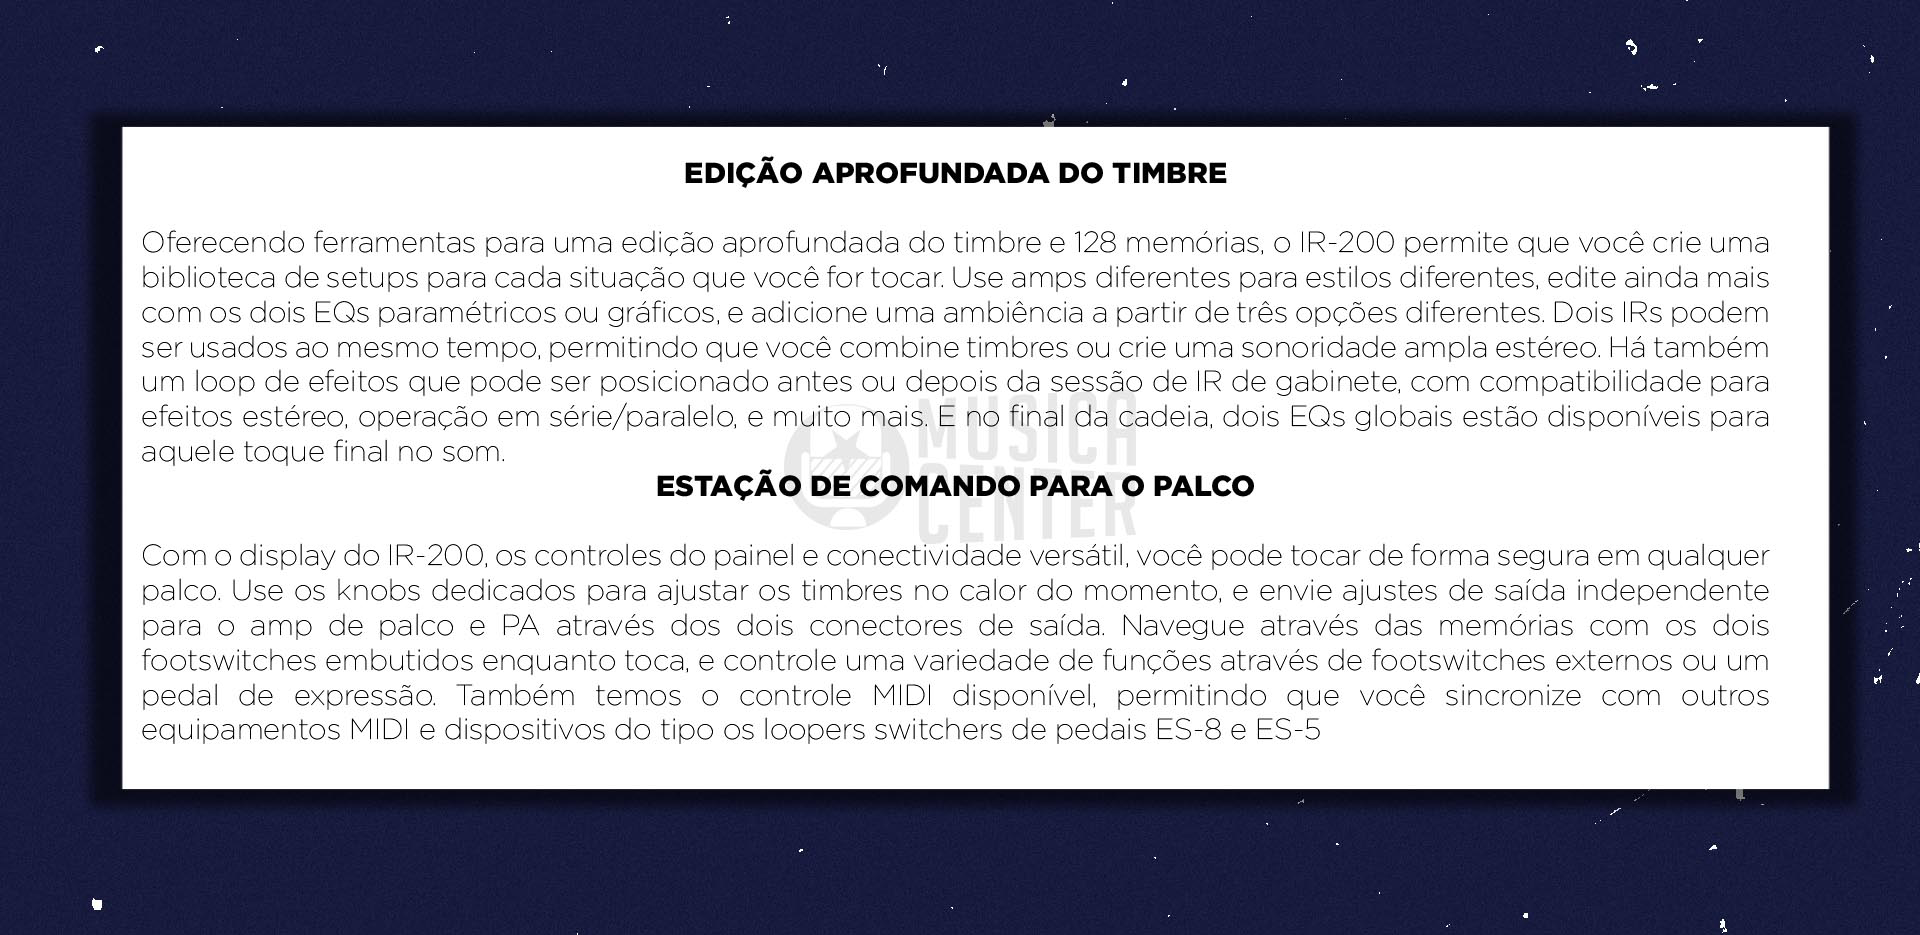 EDIÇÃO APROFUNDADA DO TIMBRE
Oferecendo ferramentas para uma edição aprofundada do timbre e 128 memórias, o IR-200 permite que você crie uma
biblioteca de setups para cada situação que você for tocar. Use amps diferentes para estilos diferentes, edite ainda mais
com os dois EQs paramétricos ou gráficos, e adicione uma ambiência a partir de três opções diferentes. Dois IRs podem
ser usados ao mesmo tempo, permitindo que você combine timbres ou crie uma sonoridade ampla estéreo. Há também
um loop de efeitos que pode ser posicionado antes ou depois da sessão de IR de gabinete, com compatibilidade para
efeitos estéreo, operação em série/paralelo, e muito mais. E no final da cadeia, dois EQs globais estão disponíveis para
aquele toque final no som.
MUSICA
CENTER
ESTAÇÃO DE COMANDO PARA O PALCO
Com o display do IR-200, os controles do painel e conectividade versátil, você pode tocar de forma segura em qualquer
palco. Use os knobs dedicados para ajustar os timbres no calor do momento, e envie ajustes de saída independente
para o amp de palco e PA através dos dois conectores de saída. Navegue através das memórias com os dois
footswitches embutidos enquanto toca, e controle uma variedade de funções através de footswitches externos ou um
pedal de expressão. Também temos o controle MIDI disponível, permitindo que você sincronize com outros
equipamentos MIDI e dispositivos do tipo os loopers switchers de pedais ES-8 e ES-5